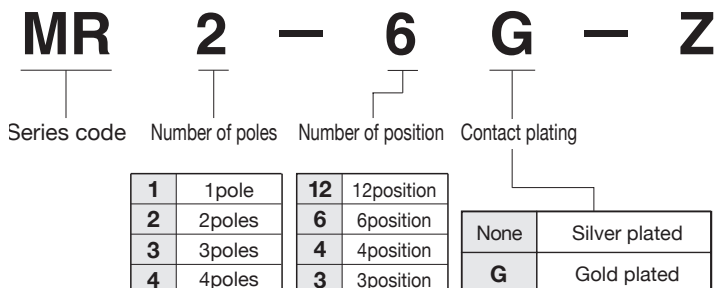 MR 2 — 6 G — Z
Series code Number of poles Number of position Contact plating
1 1pole
2 2poles
3 3poles
4 4poles
12 12position
6 6position
4 4position
3 3position
None Silver plated
G Gold plated